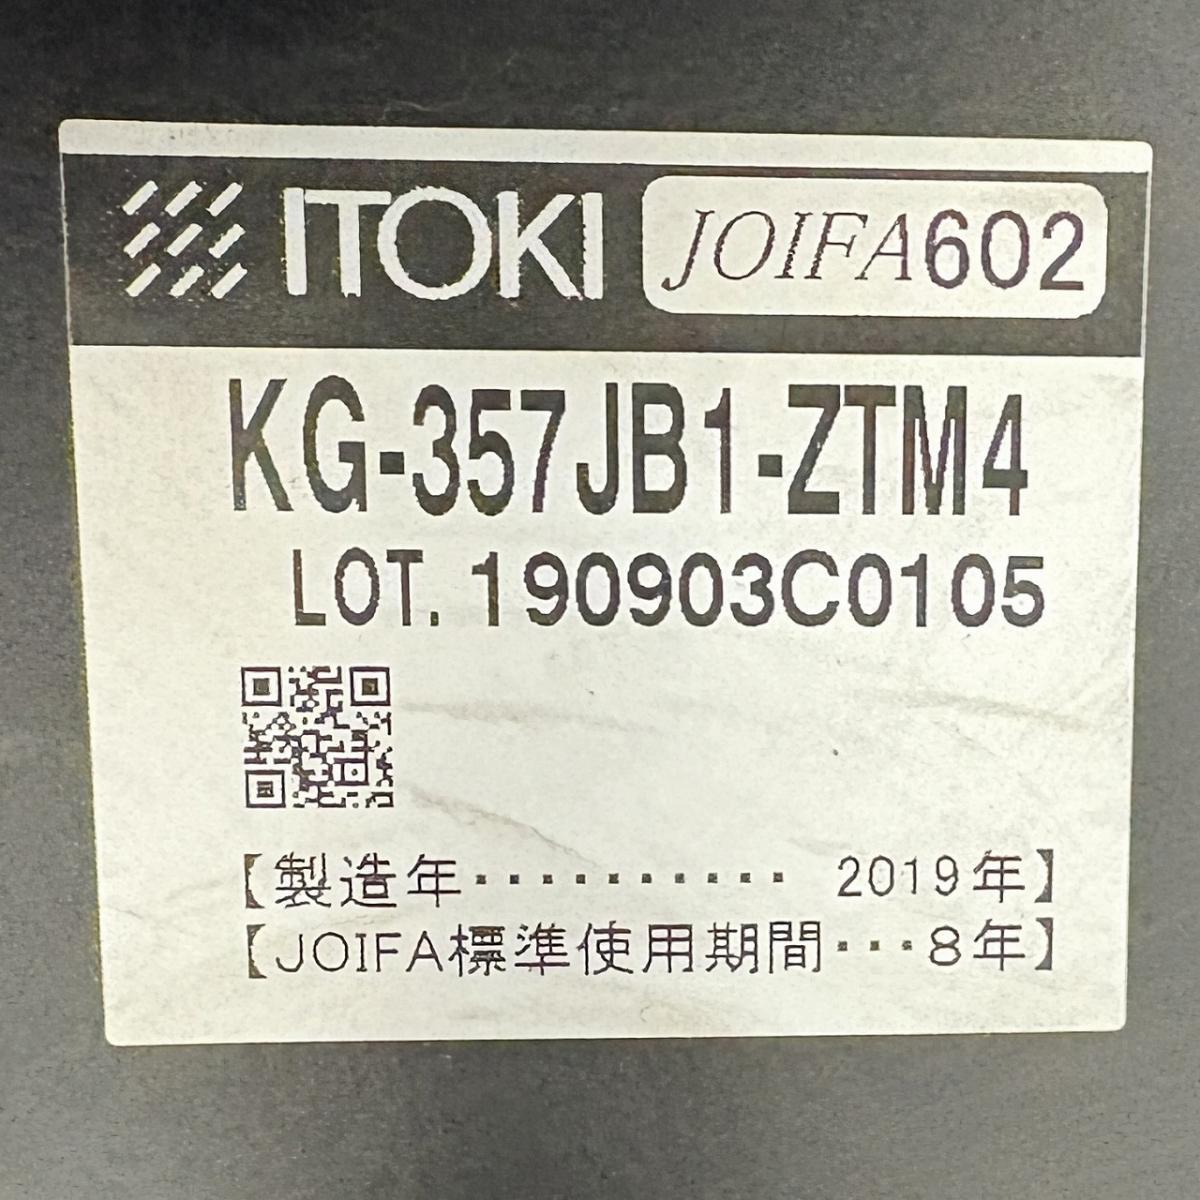 ITOKI JOIFA602
KG-357JB1-ZTM4
LOT. 190903C0105
【製造年・・・・・・・・・・ 2019年】
【JOIFA標準使用期間・・・8年】